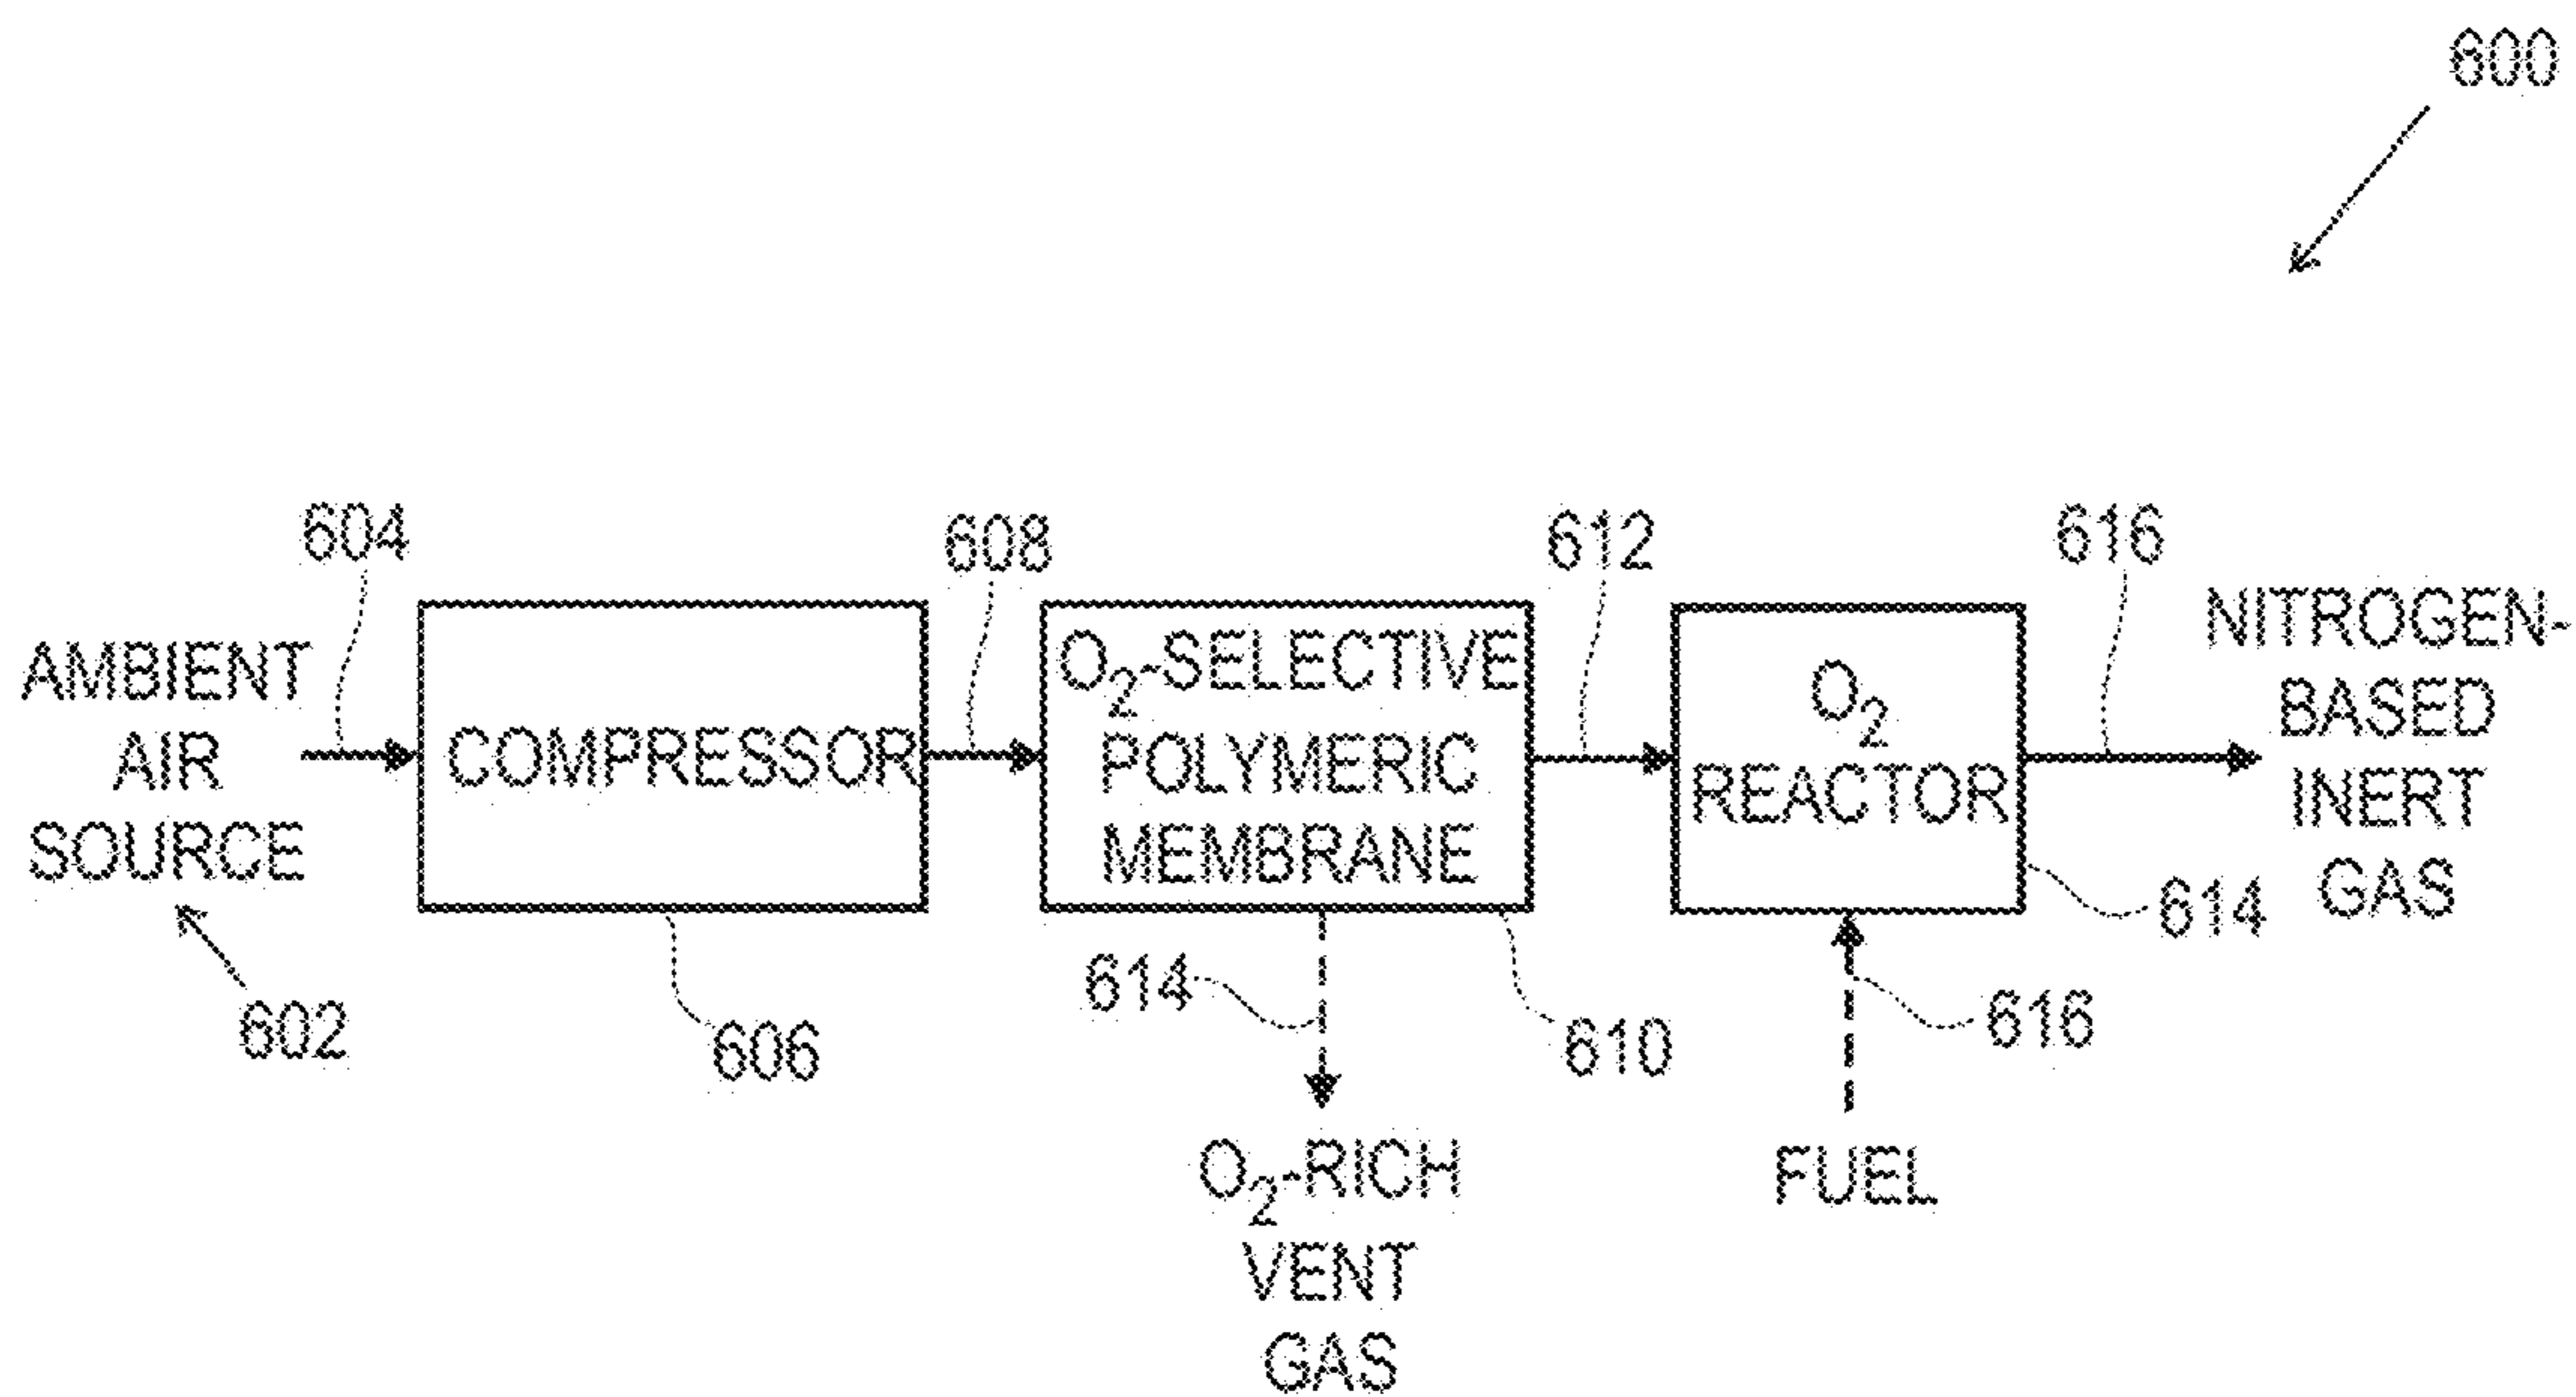 600
604
608
612
616
AMBIENT
AIR
SOURCE
COMPRESSOR
O2-SELECTIVE
POLYMERIC
MEMBRANE
O2
REACTOR
NITROGEN-
BASED
INERT
GAS
602
606
614
610
616
614
O2-RICH
VENT
GAS
FUEL